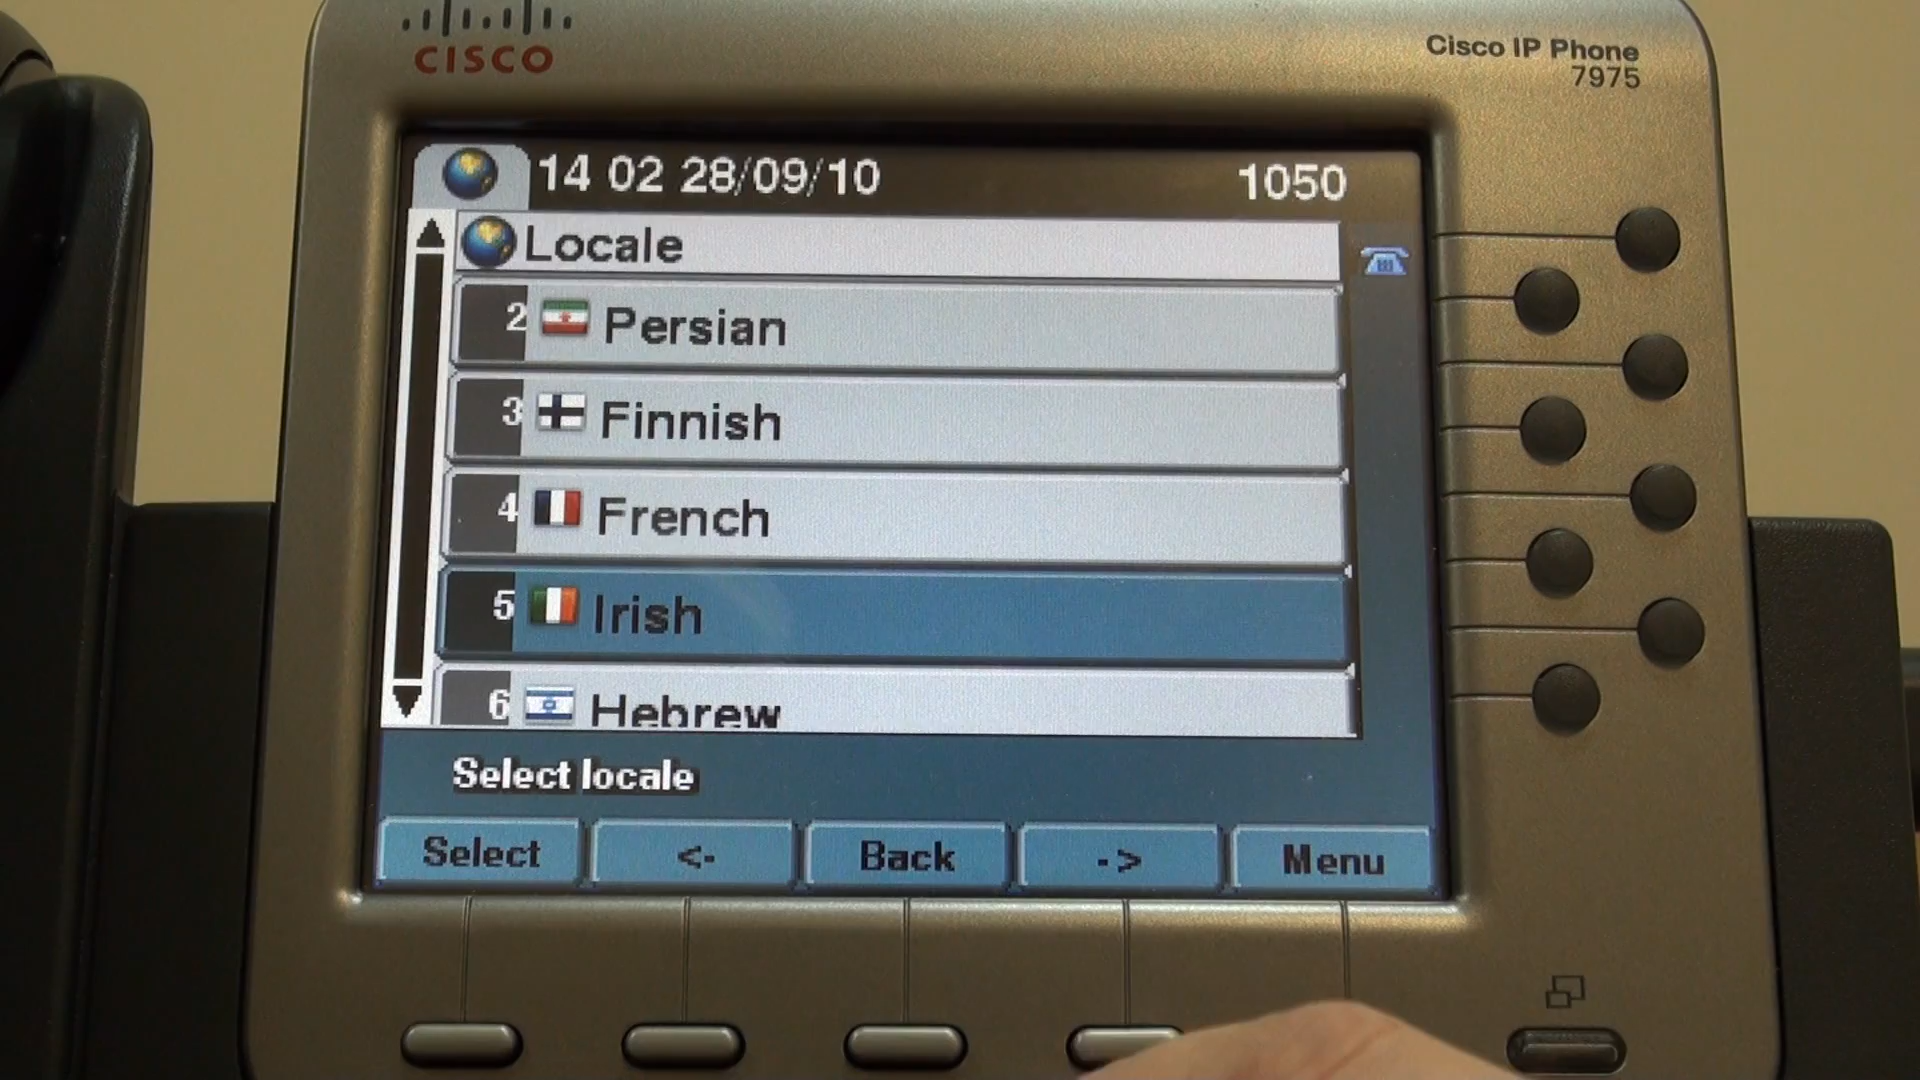 CISCO
Cisco IP Phone
7975
14 02 28/09/10
1050
Locale
2 Persian
3 Finnish
4 French
5 Irish
6 Hebrew
Select locale
Select
<-
Back
->
Menu